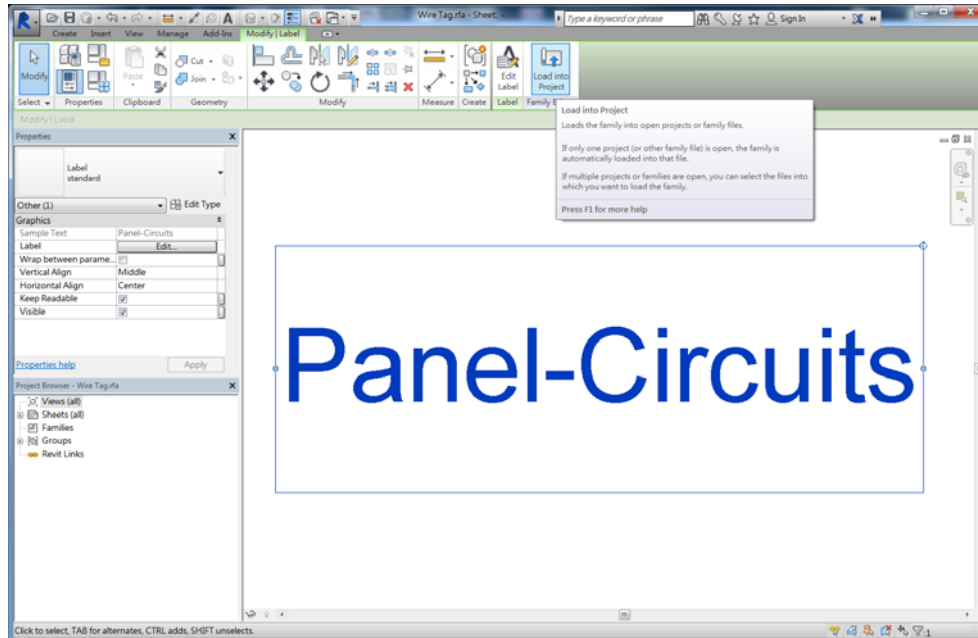 Wire Tag.rfa - Sheet: -
Type a keyword or phrase
Sign In
Create Insert View Manage Add-Ins Modify | Label
Modify
Paste
Cut
Join
Edit Label
Load into Project
Select Properties Clipboard Geometry Modify Measure Create Label Family E
Modify | Label
Load into Project
Loads the family into open projects or family files.
If only one project (or other family file) is open, the family is
automatically loaded into that file.
If multiple projects or families are open, you can select the files into
which you want to load the family.
Press F1 for more help
Properties X
Label
standard
Other (1) Edit Type
Graphics
Sample Text Panel-Circuits
Label Edit...
Wrap between parame...
Vertical Align Middle
Horizontal Align Center
Keep Readable
Visible
Properties help Apply
Project Browser - Wire Tag.rfa X
Views (all)
Sheets (all)
Families
Groups
Revit Links
Panel-Circuits
Click to select, TAB for alternates, CTRL adds, SHIFT unselects.
:1